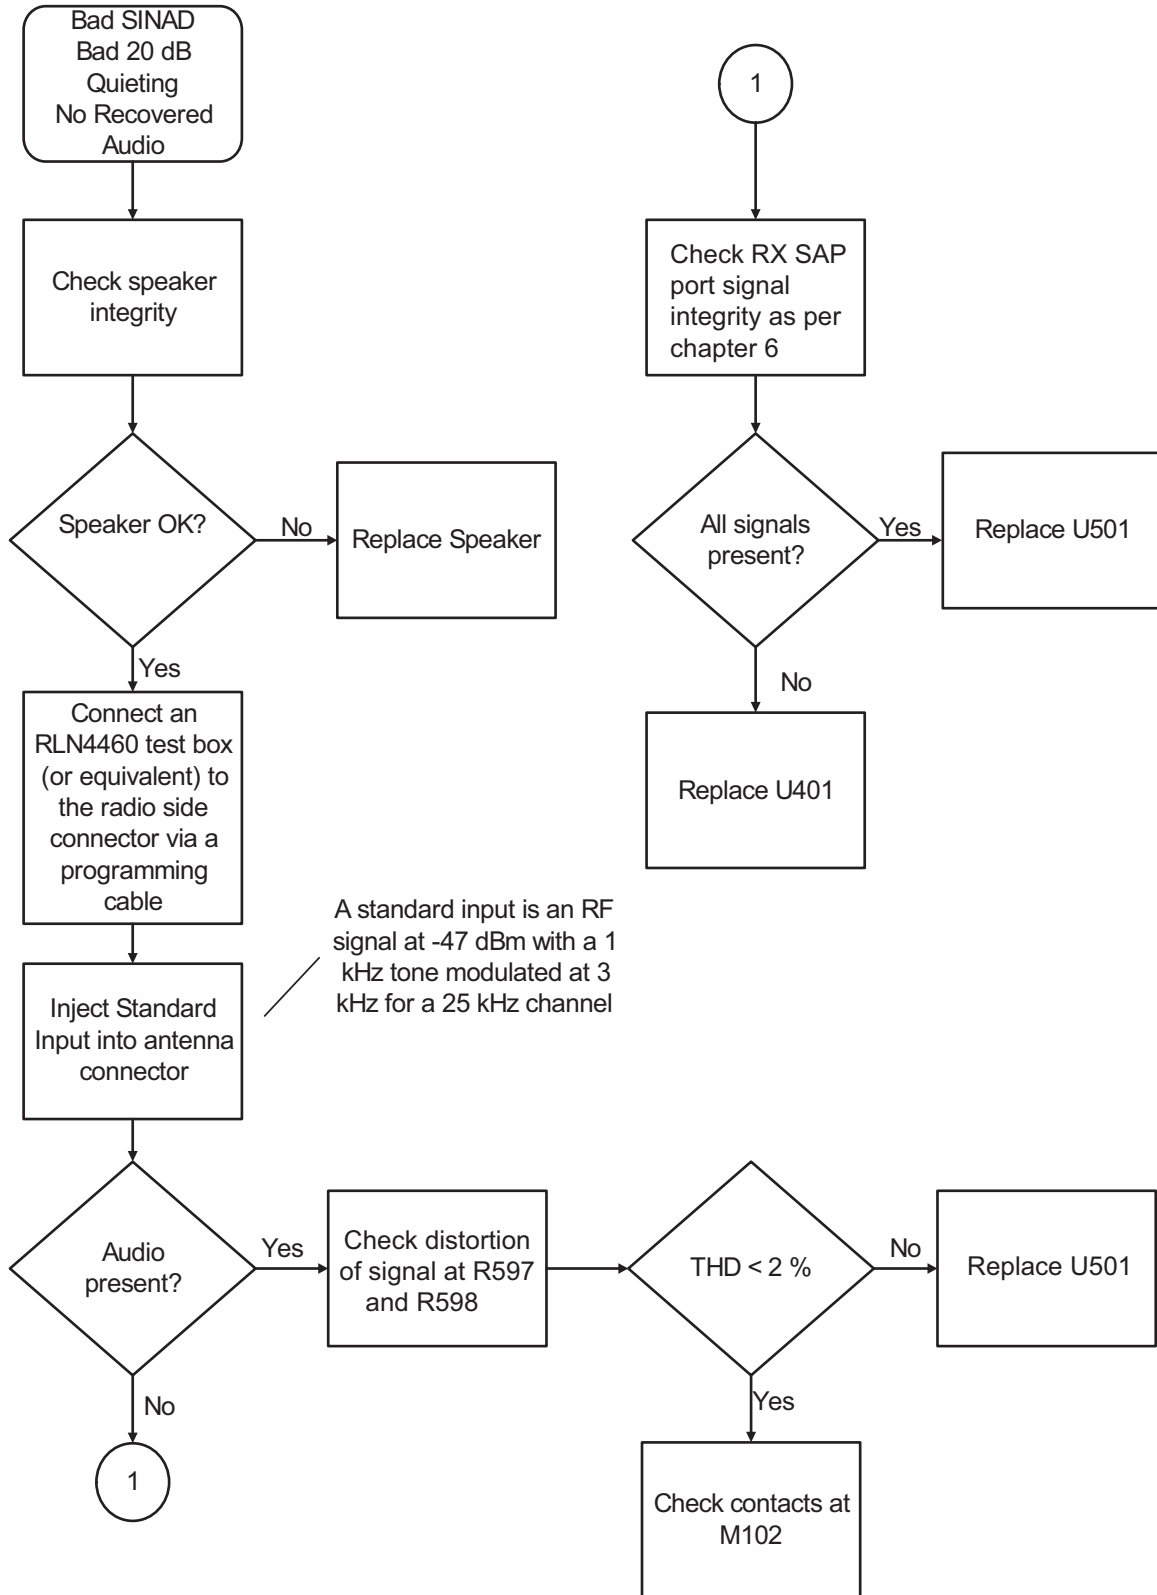 Bad SINAD
Bad 20 dB
Quieting
No Recovered
Audio
Check speaker
integrity
Speaker OK?
No
Replace Speaker
Yes
Connect an
RLN4460 test box
(or equivalent) to
the radio side
connector via a
programming
cable
A standard input is an RF
signal at -47 dBm with a 1
kHz tone modulated at 3
kHz for a 25 kHz channel
Inject Standard
Input into antenna
connector
Audio
present?
Yes
Check distortion
of signal at R597
and R598
THD < 2 %
No
Replace U501
Yes
Check contacts at
M102
No
1
1
Check RX SAP
port signal
integrity as per
chapter 6
All signals
present?
Yes
Replace U501
No
Replace U401